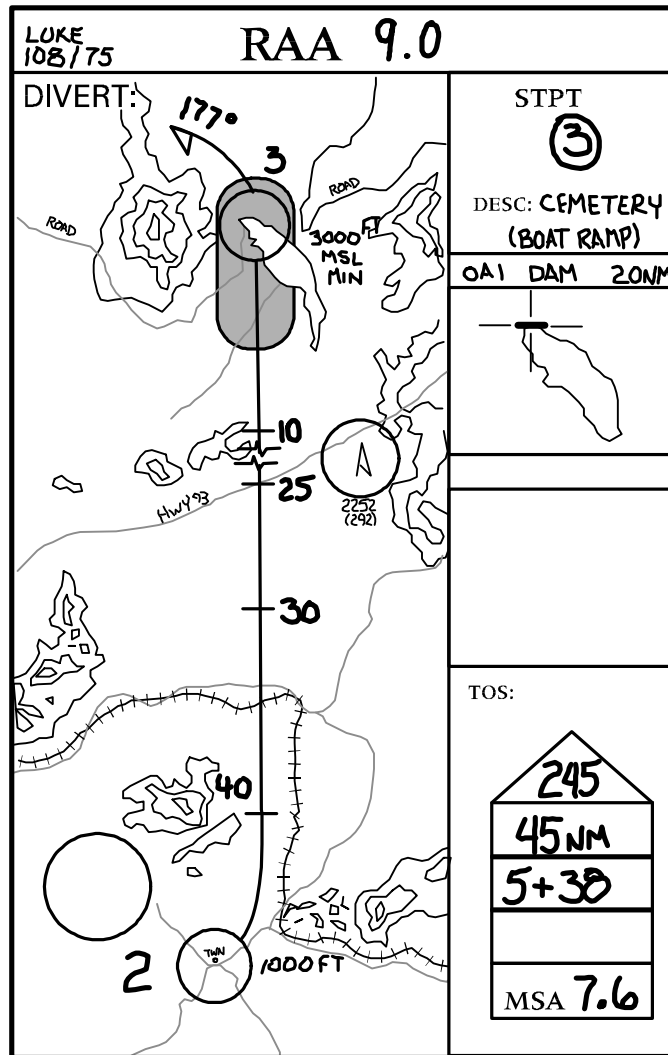 LUKE
108/75
RAA 9.0
DIVERT:
177°
3
ROAD
ROAD
3000 FT
MSL
MIN
10
25
HWY 93
2252
(292)
30
40
2
TWN
1000 FT
STPT
3
DESC: CEMETERY
(BOAT RAMP)
OA1 DAM 2.0NM
TOS:
245
45NM
5+38
MSA 7.6